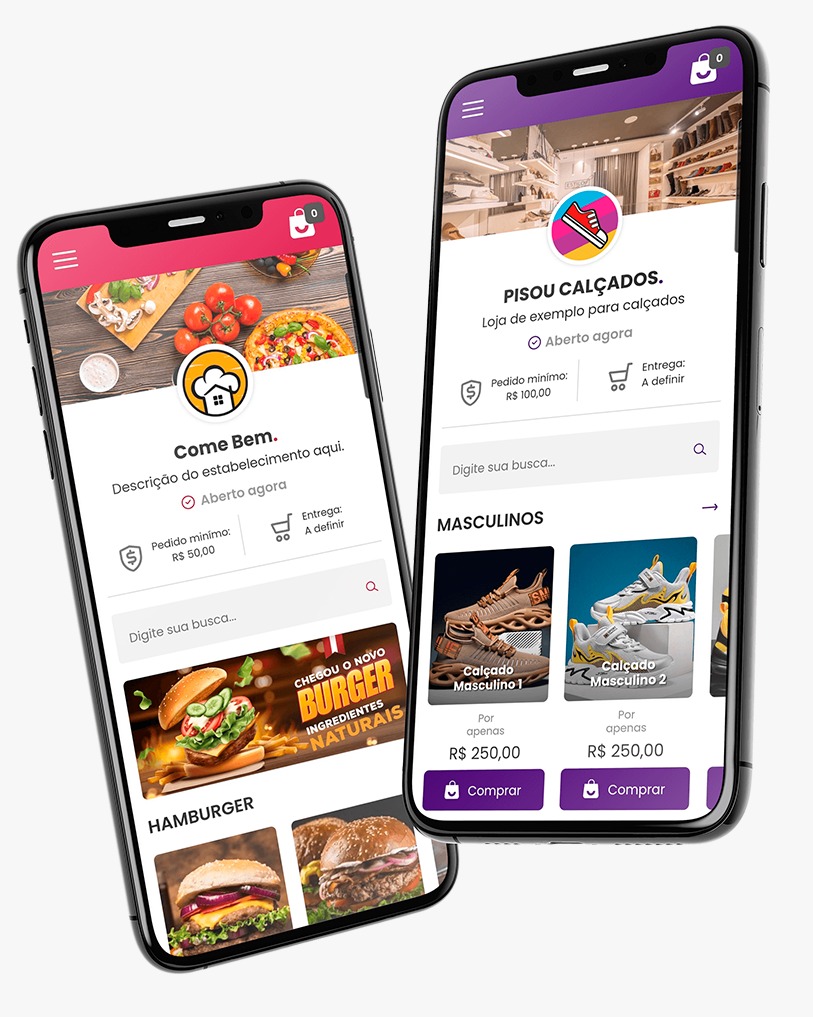 0
Come Bem.
Descrição do estabelecimento aqui.
Aberto agora
Pedido minímo:
R$ 50,00
Entrega:
A definir
Digite sua busca...
CHEGOU O NOVO
BURGER
INGREDIENTES
NATURAIS
HAMBURGER
0
PISOU CALÇADOS.
Loja de exemplo para calçados
Aberto agora
Pedido minímo:
R$ 100,00
Entrega:
A definir
Digite sua busca...
MASCULINOS
Calçado
Masculino 1
Por
apenas
R$ 250,00
Comprar
Calçado
Masculino 2
Por
apenas
R$ 250,00
Comprar